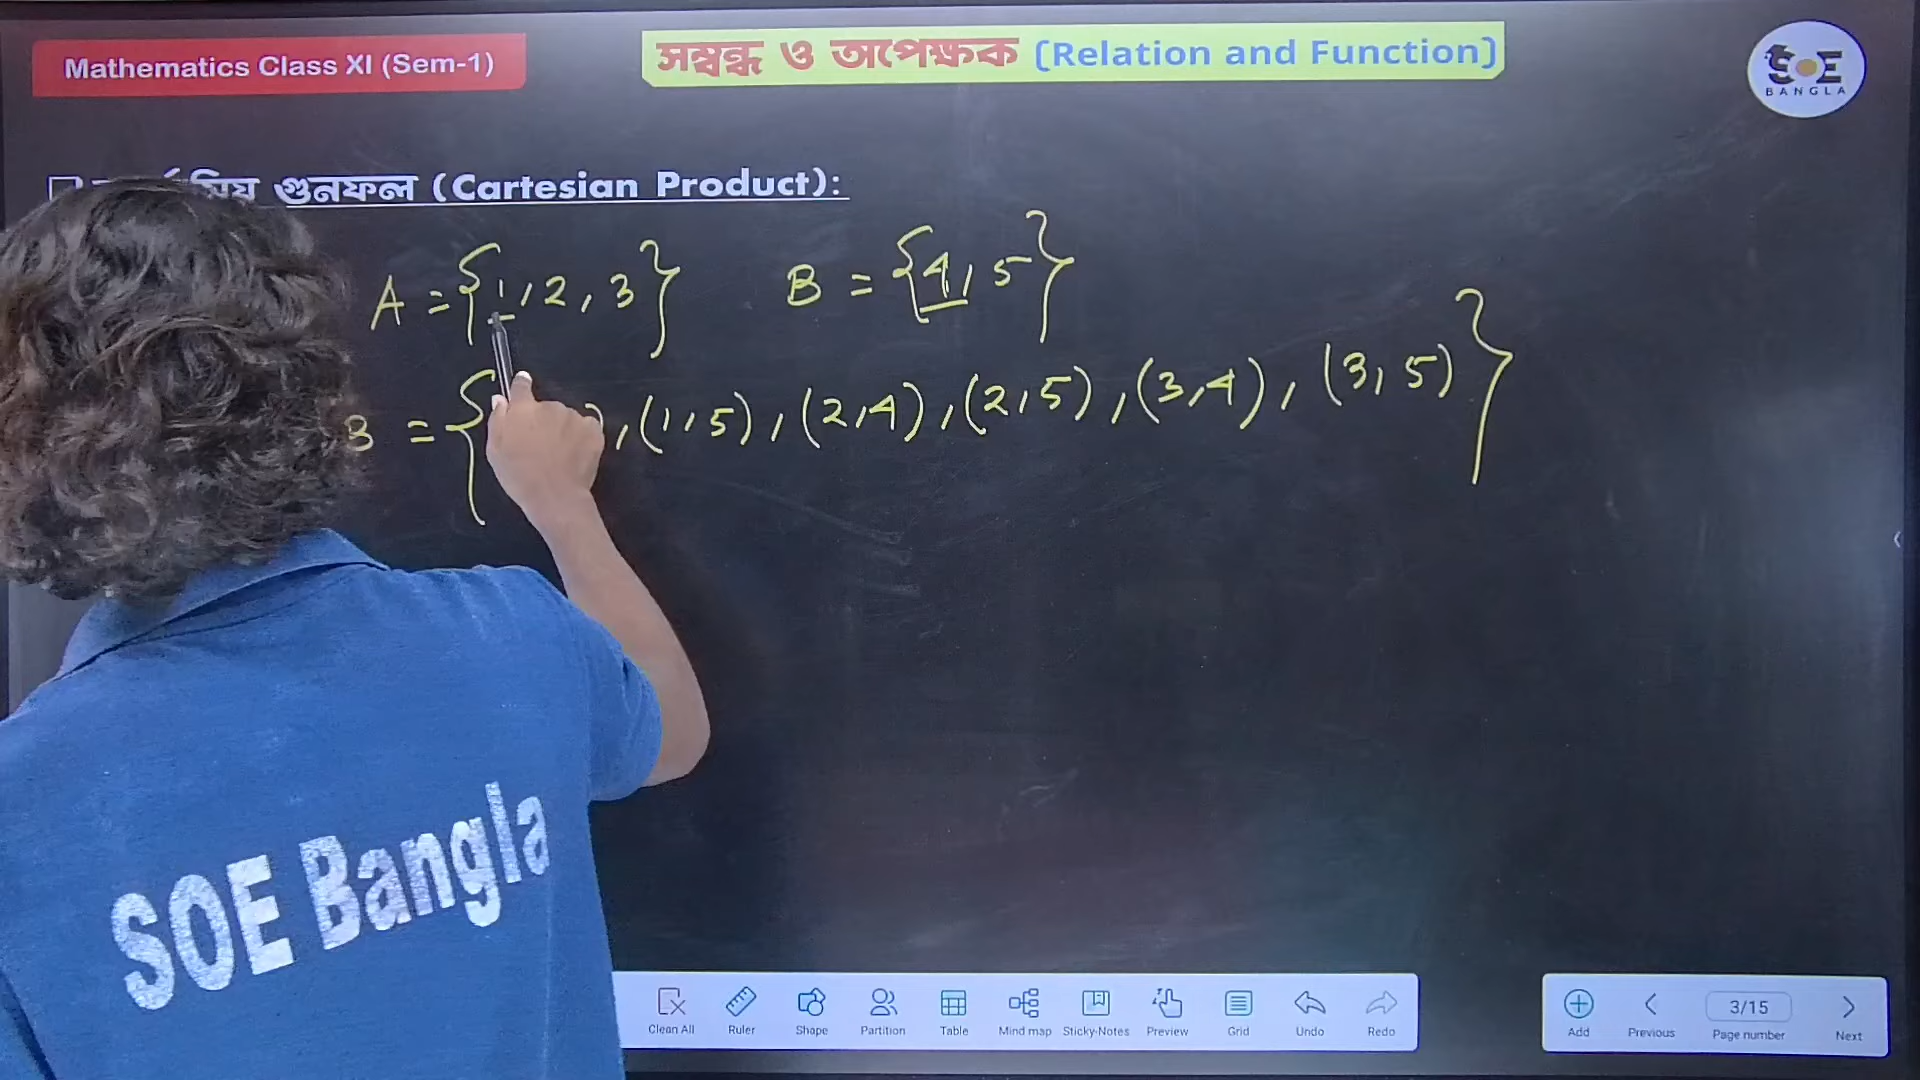 Mathematics Class XI (Sem-1)
সম্বন্ধ ও অপেক্ষক (Relation and Function)
SOE
BANGLA
গুনফল (Cartesian Product):
A = {1, 2, 3} B = {4, 5}
B = { , (1, 5), (2, 4), (2, 5), (3, 4), (3, 5)}
SOE Bangla
Clean All Ruler Shape Partition Table Mind map Sticky-Notes Preview Grid Undo Redo
Add Previous 3/15 Page number Next